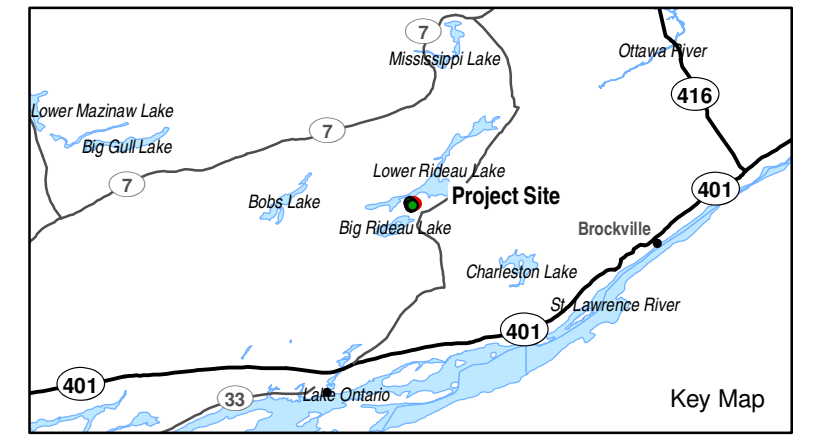 7
Mississippi Lake
Ottawa River
416
Lower Mazinaw Lake
7
Big Gull Lake
7
Lower Rideau Lake
401
Bobs Lake
Project Site
Big Rideau Lake
Brockville
Charleston Lake
St. Lawrence River
401
401
33
Lake Ontario
Key Map